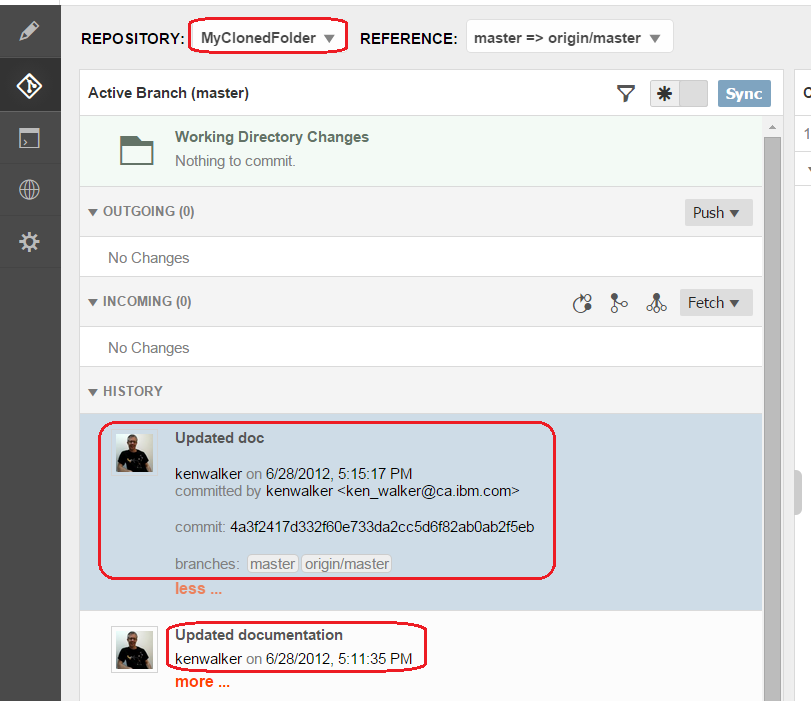 REPOSITORY: MyClonedFolder REFERENCE: master => origin/master
Active Branch (master) Sync
Working Directory Changes
Nothing to commit.
OUTGOING (0) Push
No Changes
INCOMING (0) Fetch
No Changes
HISTORY
Updated doc
kenwalker on 6/28/2012, 5:15:17 PM
committed by kenwalker <ken_walker@ca.ibm.com>
commit: 4a3f2417d332f60e733da2cc5d6f82ab0ab2f5eb
branches: master origin/master
less ...
Updated documentation
kenwalker on 6/28/2012, 5:11:35 PM
more ...